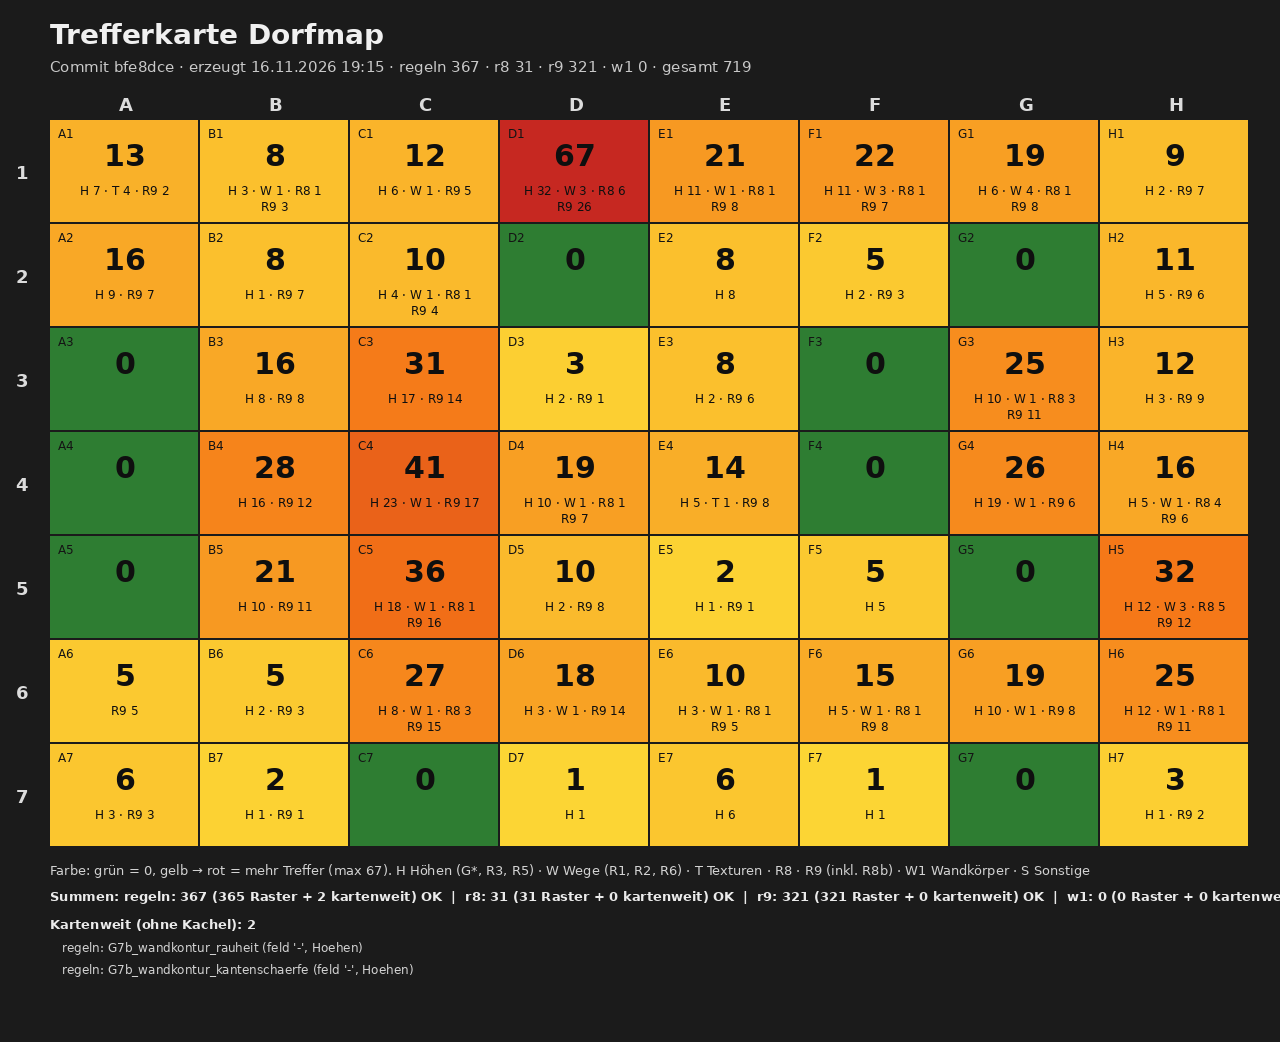 Trefferkarte Dorfmap
Commit bfe8dce · erzeugt 16.11.2026 19:15 · regeln 367 · r8 31 · r9 321 · w1 0 · gesamt 719
A B C D E F G H
1
A1 B1 C1 D1 E1 F1 G1 H1
13 8 12 67 21 22 19 9
H 7 · T 4 · R9 2 H 3 · W 1 · R8 1 H 6 · W 1 · R9 5 H 32 · W 3 · R8 6 H 11 · W 1 · R8 1 H 11 · W 3 · R8 1 H 6 · W 4 · R8 1 H 2 · R9 7
R9 3 R9 26 R9 8 R9 7 R9 8
2
A2 B2 C2 D2 E2 F2 G2 H2
16 8 10 0 8 5 0 11
H 9 · R9 7 H 1 · R9 7 H 4 · W 1 · R8 1 H 8 H 2 · R9 3 H 5 · R9 6
R9 4
3
A3 B3 C3 D3 E3 F3 G3 H3
0 16 31 3 8 0 25 12
H 8 · R9 8 H 17 · R9 14 H 2 · R9 1 H 2 · R9 6 H 10 · W 1 · R8 3 H 3 · R9 9
R9 11
4
A4 B4 C4 D4 E4 F4 G4 H4
0 28 41 19 14 0 26 16
H 16 · R9 12 H 23 · W 1 · R9 17 H 10 · W 1 · R8 1 H 5 · T 1 · R9 8 H 19 · W 1 · R9 6 H 5 · W 1 · R8 4
R9 7 R9 6
5
A5 B5 C5 D5 E5 F5 G5 H5
0 21 36 10 2 5 0 32
H 10 · R9 11 H 18 · W 1 · R8 1 H 2 · R9 8 H 1 · R9 1 H 5 H 12 · W 3 · R8 5
R9 16 R9 12
6
A6 B6 C6 D6 E6 F6 G6 H6
5 5 27 18 10 15 19 25
R9 5 H 2 · R9 3 H 8 · W 1 · R8 3 H 3 · W 1 · R9 14 H 3 · W 1 · R8 1 H 5 · W 1 · R8 1 H 10 · W 1 · R9 8 H 12 · W 1 · R8 1
R9 15 R9 5 R9 8 R9 11
7
A7 B7 C7 D7 E7 F7 G7 H7
6 2 0 1 6 1 0 3
H 3 · R9 3 H 1 · R9 1 H 1 H 6 H 1 H 1 · R9 2
Farbe: grün = 0, gelb → rot = mehr Treffer (max 67). H Höhen (G*, R3, R5) · W Wege (R1, R2, R6) · T Texturen · R8 · R9 (inkl. R8b) · W1 Wandkörper · S Sonstige
Summen: regeln: 367 (365 Raster + 2 kartenweit) OK | r8: 31 (31 Raster + 0 kartenweit) OK | r9: 321 (321 Raster + 0 kartenweit) OK | w1: 0 (0 Raster + 0 kartenwe
Kartenweit (ohne Kachel): 2
regeln: G7b_wandkontur_rauheit (feld '-', Hoehen)
regeln: G7b_wandkontur_kantenschaerfe (feld '-', Hoehen)